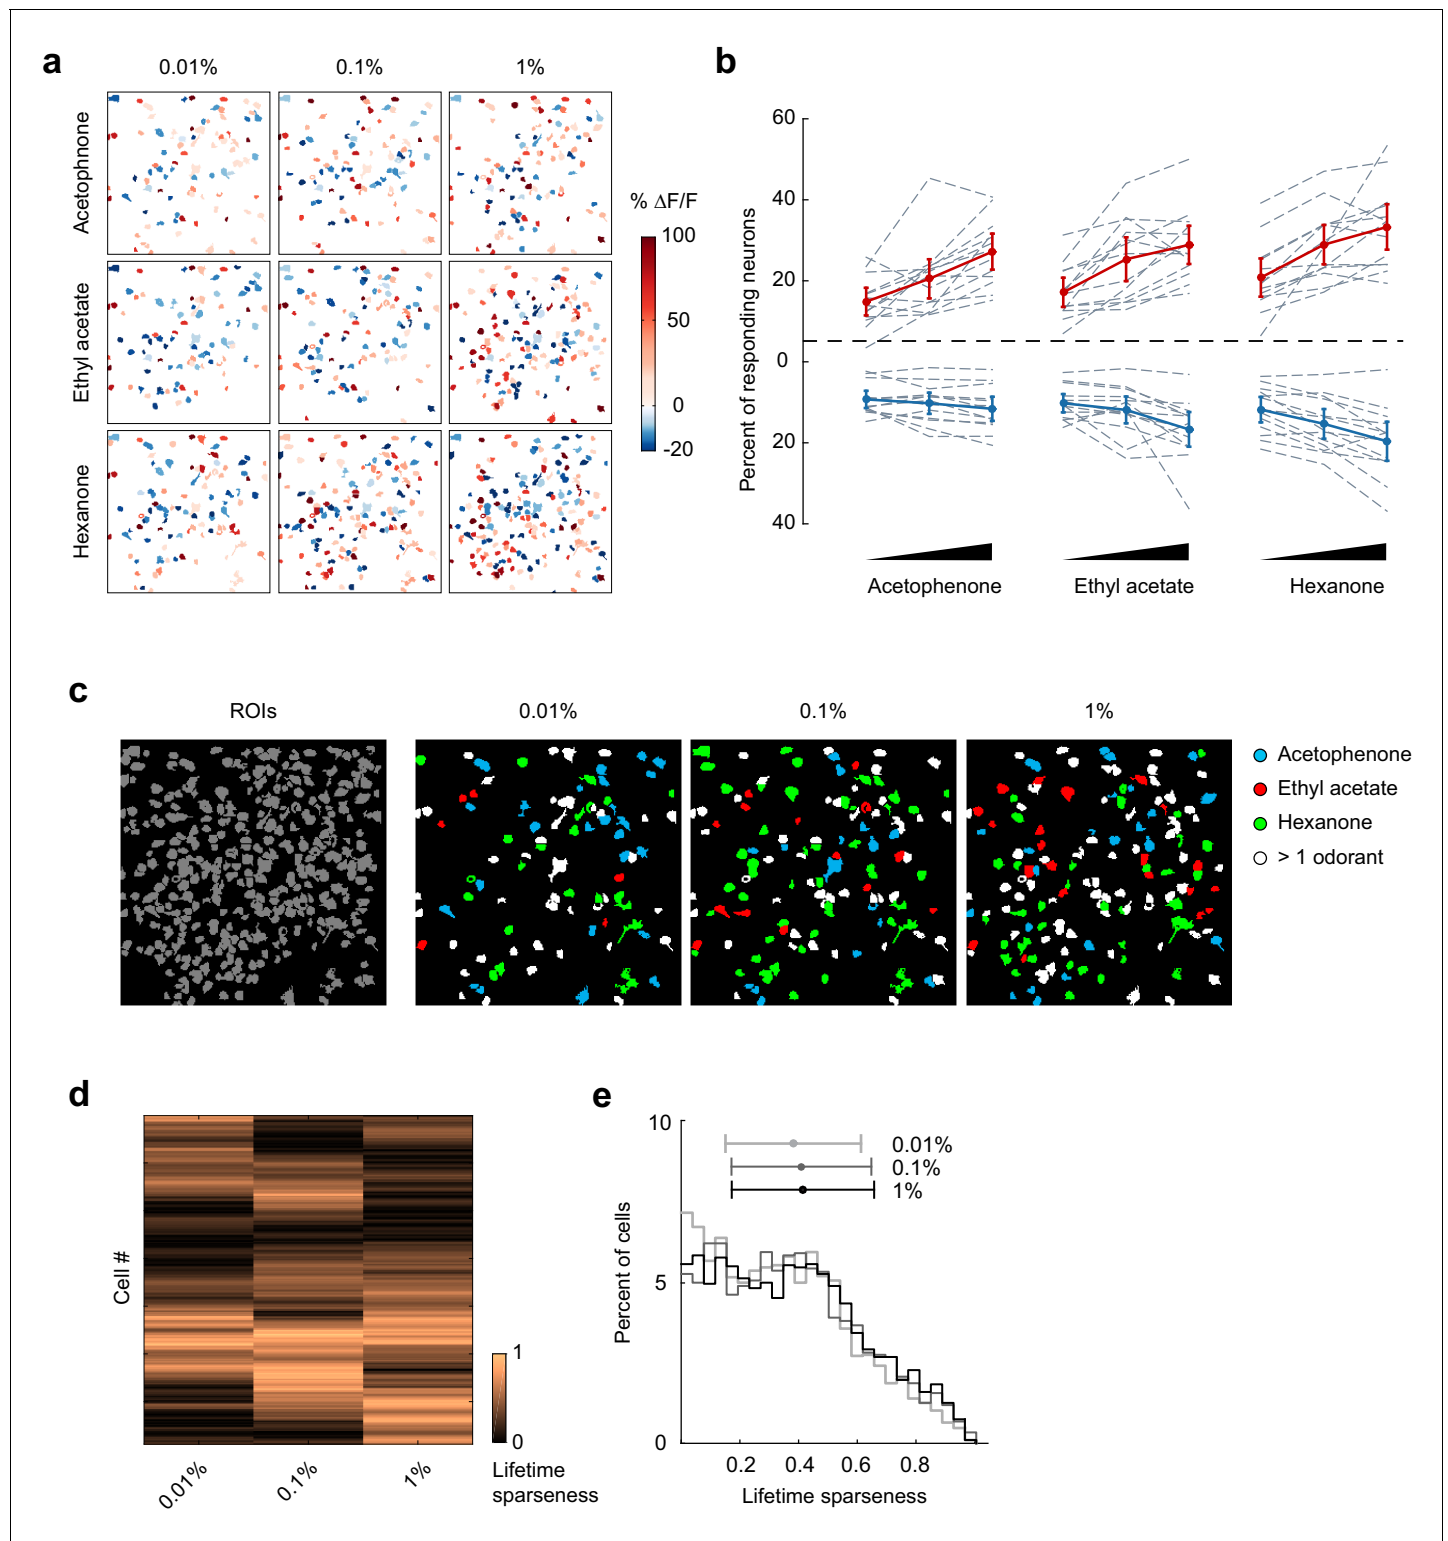 a
0.01%
0.1%
1%
Acetophnone
Ethyl acetate
Hexanone
% ΔF/F
100
50
0
-20
b
Percent of responding neurons
60
40
20
0
20
40
Acetophenone
Ethyl acetate
Hexanone
c
ROIs
0.01%
0.1%
1%
Acetophenone
Ethyl acetate
Hexanone
> 1 odorant
d
Cell #
0.01%
0.1%
1%
1
0
Lifetime
sparseness
e
Percent of cells
10
5
0
0.01%
0.1%
1%
0.2
0.4
0.6
0.8
Lifetime sparseness